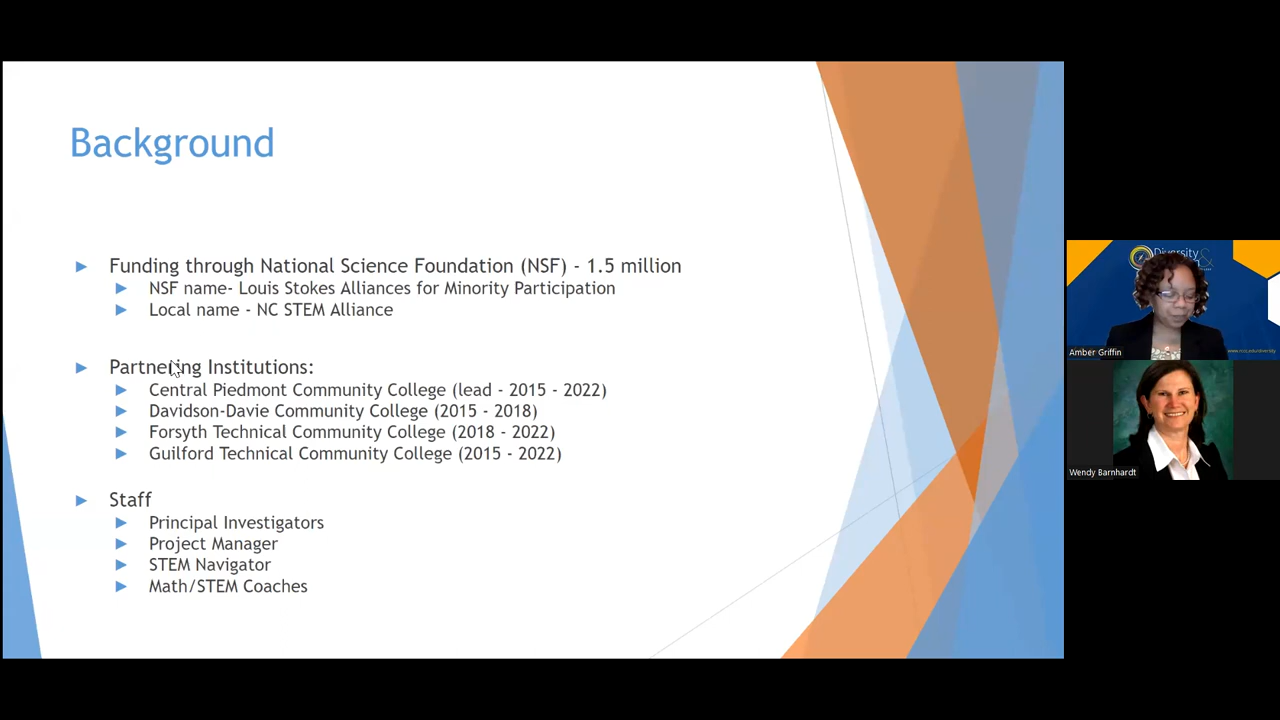 Background
Funding through National Science Foundation (NSF) - 1.5 million
NSF name- Louis Stokes Alliances for Minority Participation
Local name - NC STEM Alliance
Partnering Institutions:
Central Piedmont Community College (lead - 2015 - 2022)
Davidson-Davie Community College (2015 - 2018)
Forsyth Technical Community College (2018 - 2022)
Guilford Technical Community College (2015 - 2022)
Staff
Principal Investigators
Project Manager
STEM Navigator
Math/STEM Coaches
Diversity &
Amber Griffin
Wendy Barnhardt